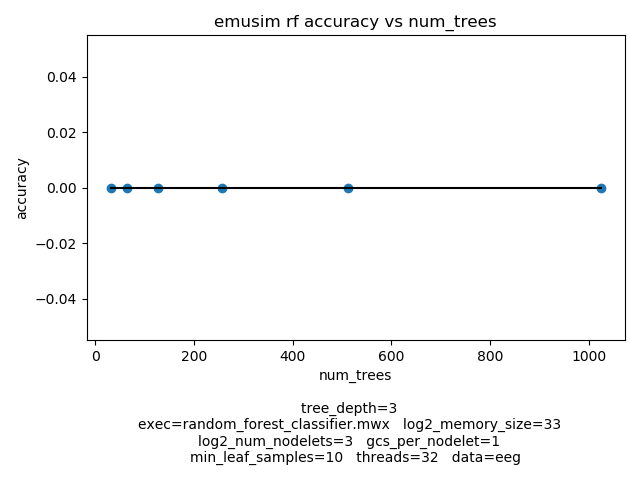 emusim rf accuracy vs num_trees
accuracy
0.04
0.02
0.00
−0.02
−0.04
0 200 400 600 800 1000
num_trees
tree_depth=3
exec=random_forest_classifier.mwx log2_memory_size=33
log2_num_nodelets=3 gcs_per_nodelet=1
min_leaf_samples=10 threads=32 data=eeg